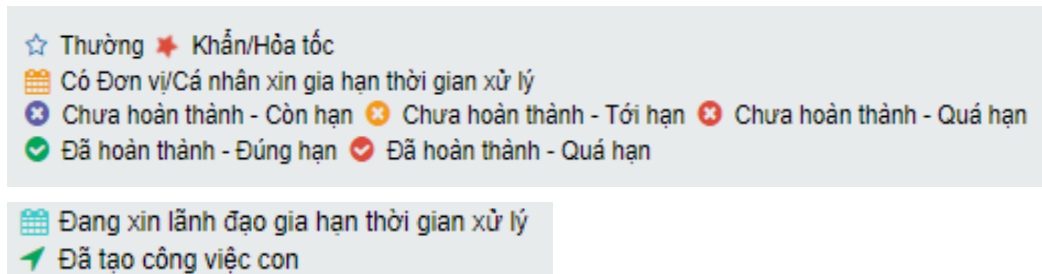 Thường Khẩn/Hỏa tốc
Có Đơn vị/Cá nhân xin gia hạn thời gian xử lý
Chưa hoàn thành - Còn hạn Chưa hoàn thành - Tới hạn Chưa hoàn thành - Quá hạn
Đã hoàn thành - Đúng hạn Đã hoàn thành - Quá hạn
Đang xin lãnh đạo gia hạn thời gian xử lý
Đã tạo công việc con